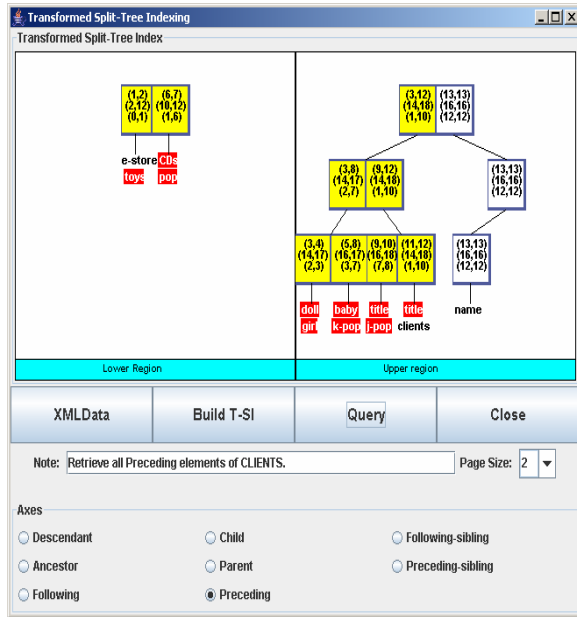 Transformed Split-Tree Indexing
Transformed Split-Tree Index
(1,2) (6,7)
(2,12) (10,12)
(0,1) (1,6)
e-store CDs
toys pop
(3,12) (13,13)
(14,18) (16,16)
(1,10) (12,12)
(3,8) (9,12) (13,13)
(14,17) (14,18) (16,16)
(2,7) (1,10) (12,12)
(3,4) (5,8) (9,10) (11,12) (13,13)
(14,17) (16,17) (16,18) (14,18) (16,16)
(2,3) (3,7) (7,8) (1,10) (12,12)
doll baby title title name
girl k-pop j-pop clients
Lower Region Upper region
XMLData Build T-SI Query Close
Note: Retrieve all Preceding elements of CLIENTS. Page Size: 2
Axes
Descendant Child Following-sibling
Ancestor Parent Preceding-sibling
Following Preceding